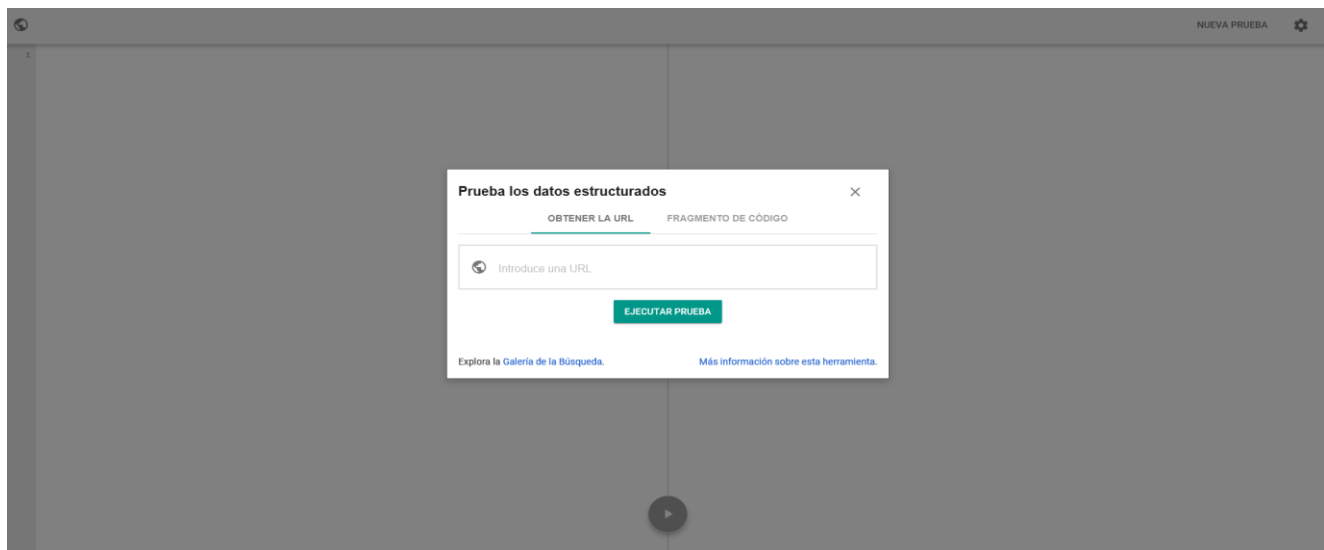 NUEVA PRUEBA
1
Prueba los datos estructurados
OBTENER LA URL FRAGMENTO DE CÓDIGO
Introduce una URL
EJECUTAR PRUEBA
Explora la Galería de la Búsqueda. Más información sobre esta herramienta.